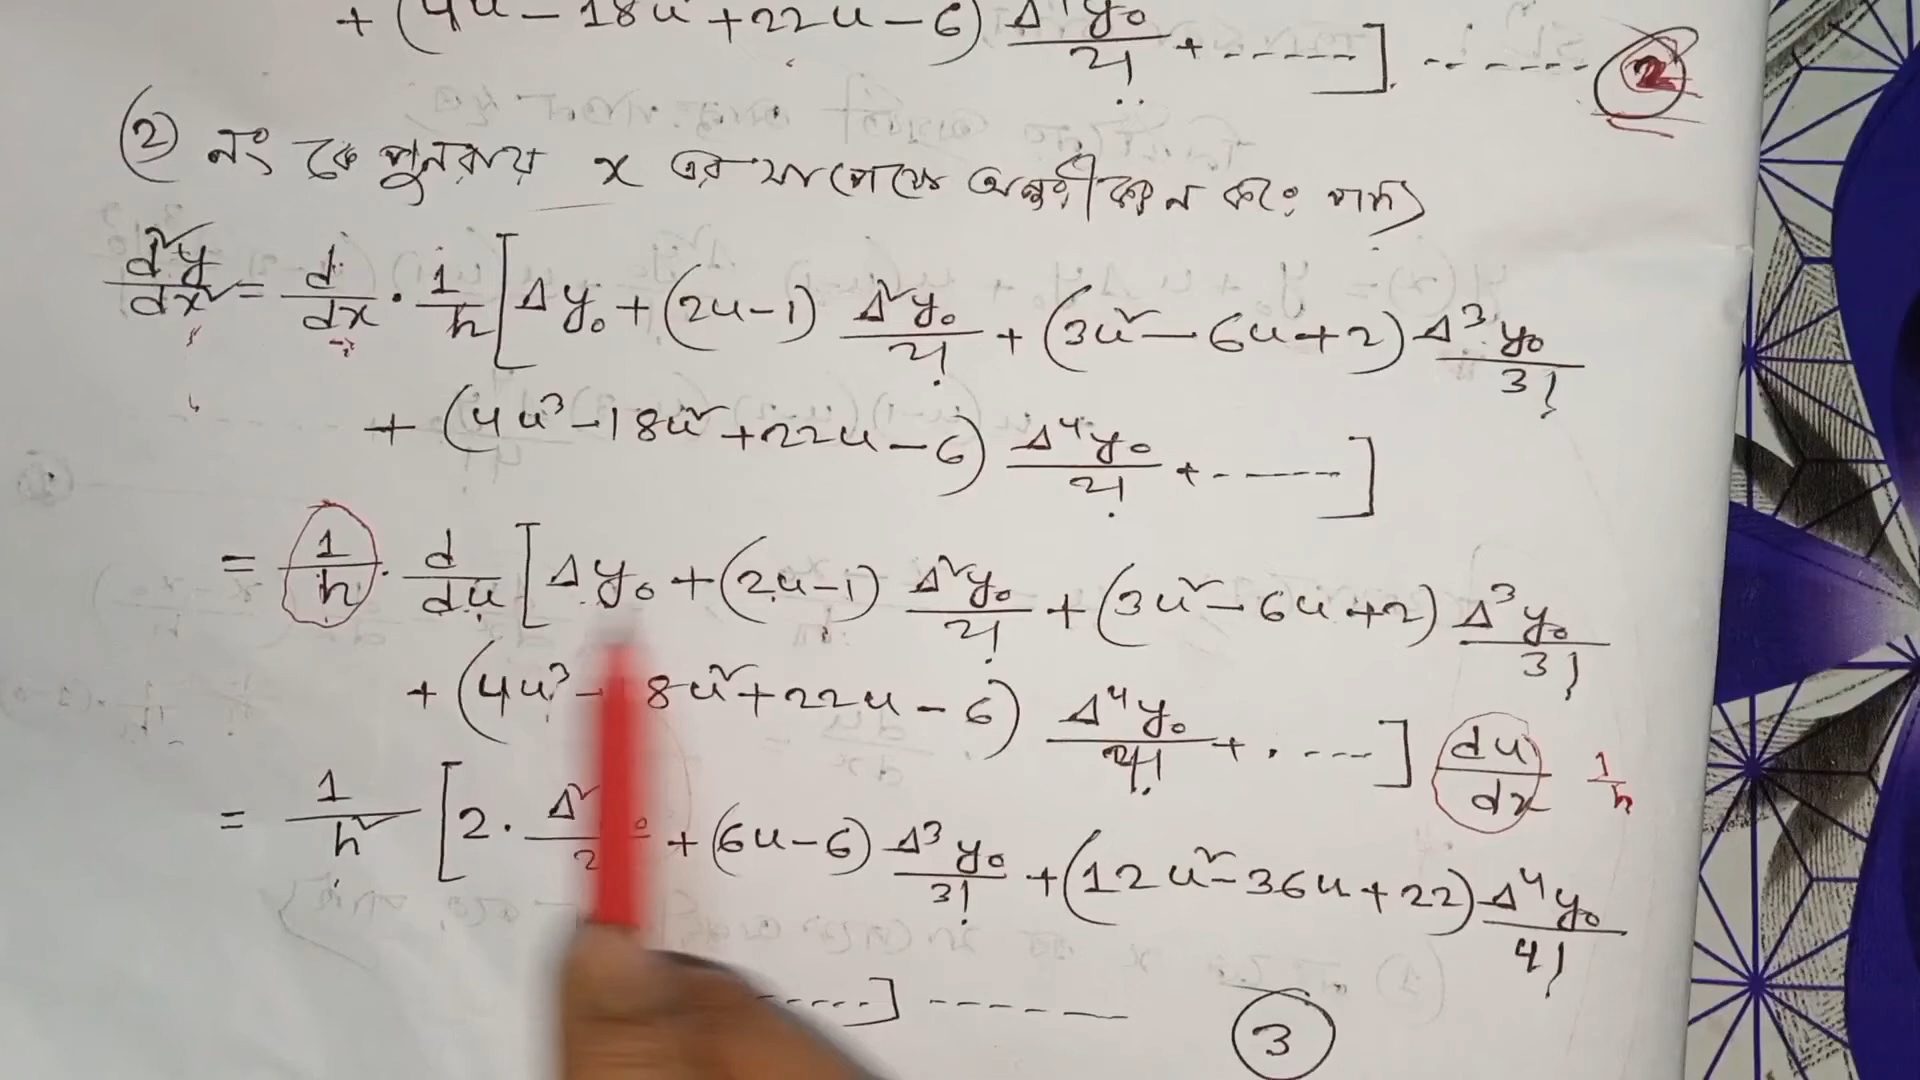 + (4u³ - 18u² + 22u - 6) Δ⁴y₀/4! + ------] ------ (2)
(2) নং কে পুনরায় x এর সাপেক্ষে অন্তরীকরণ করে পাই
d²y/dx² = d/dx · 1/h [Δy₀ + (2u-1) Δ²y₀/2! + (3u² - 6u + 2) Δ³y₀/3!
+ (4u³ - 18u² + 22u - 6) Δ⁴y₀/4! + -----]
= 1/h · d/du [Δy₀ + (2u-1) Δ²y₀/2! + (3u² - 6u + 2) Δ³y₀/3!
+ (4u³ - 8u² + 22u - 6) Δ⁴y₀/4! + ----] du/dx 1/h
= 1/h² [2 · Δ²/2 + (6u-6) Δ³y₀/3! + (12u² - 36u + 22) Δ⁴y₀/4!
-----] ------ (3)